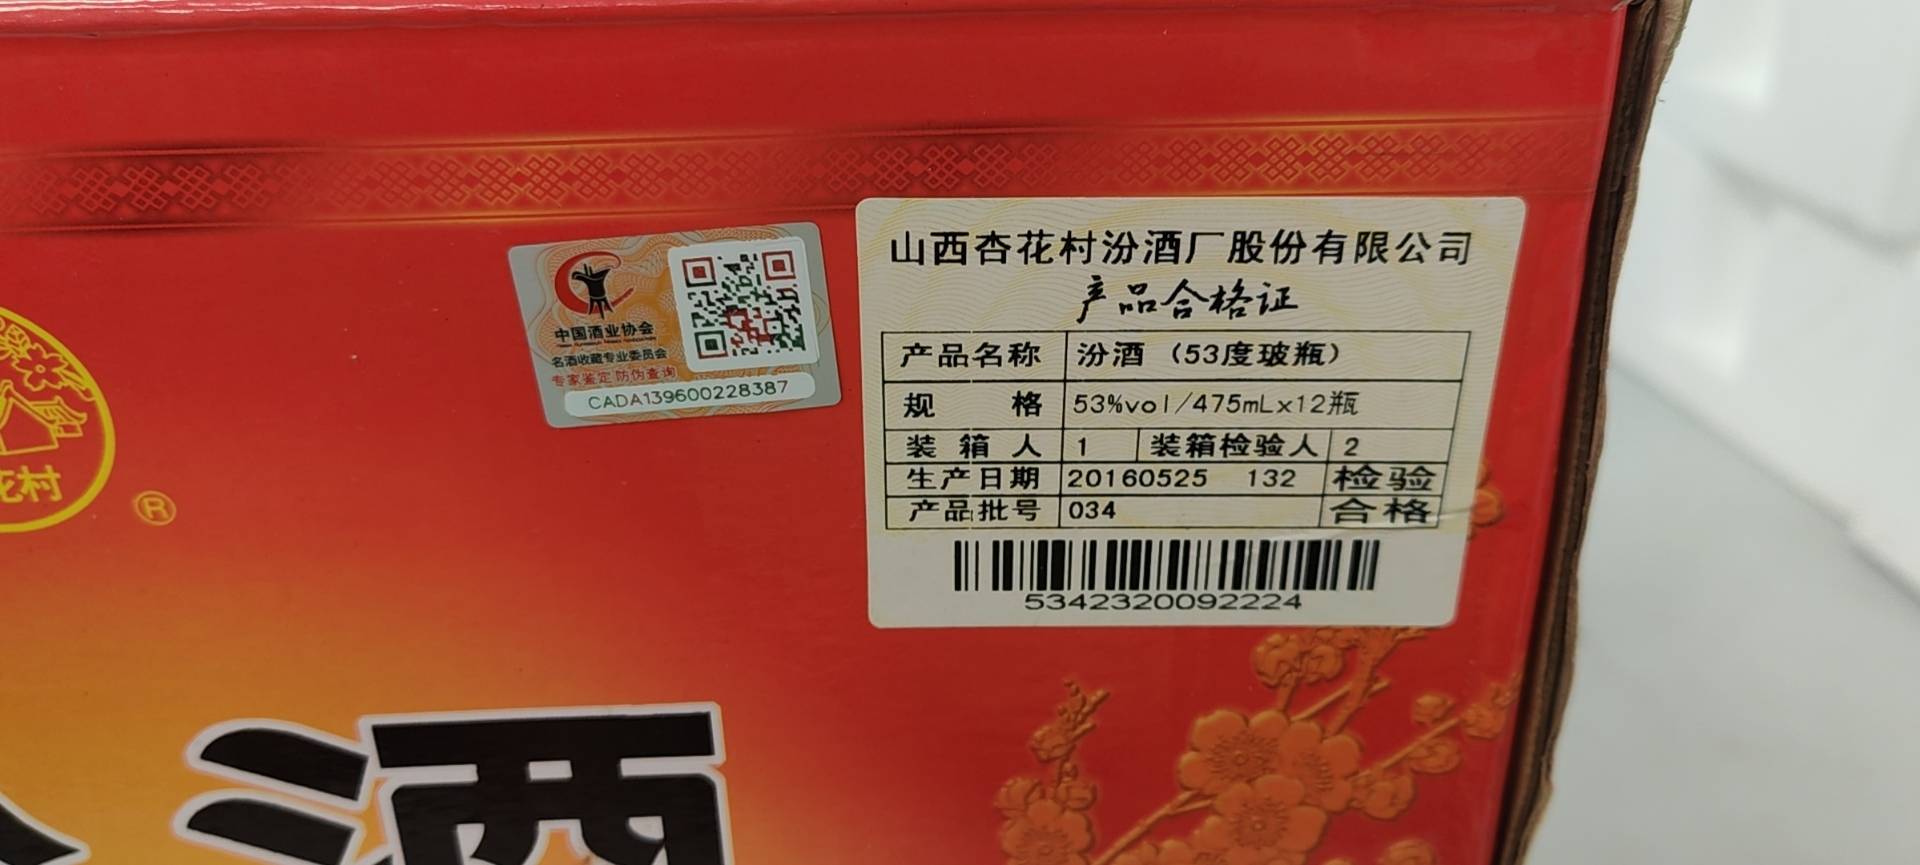 山西杏花村汾酒厂股份有限公司
产品合格证
产品名称 汾酒（53度玻瓶）
规 格 53%vol/475mLx12瓶
装 箱 人 1 装箱检验人 2
生产日期 20160525 132 检验
产品批号 034 合格
5342320092224
中国酒业协会
名酒收藏专业委员会
专家鉴定 防伪查询
CADA139600228387
花村
®
酒